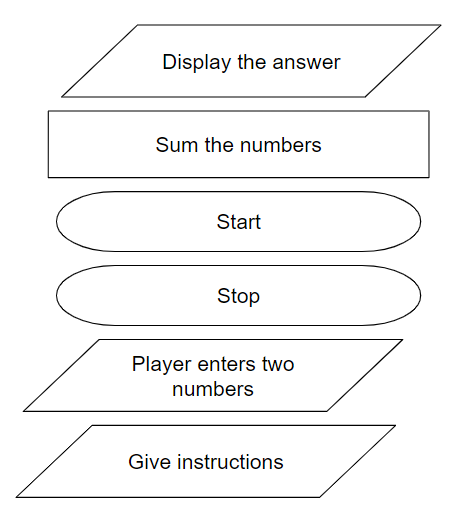 Display the answer
Sum the numbers
Start
Stop
Player enters two
numbers
Give instructions